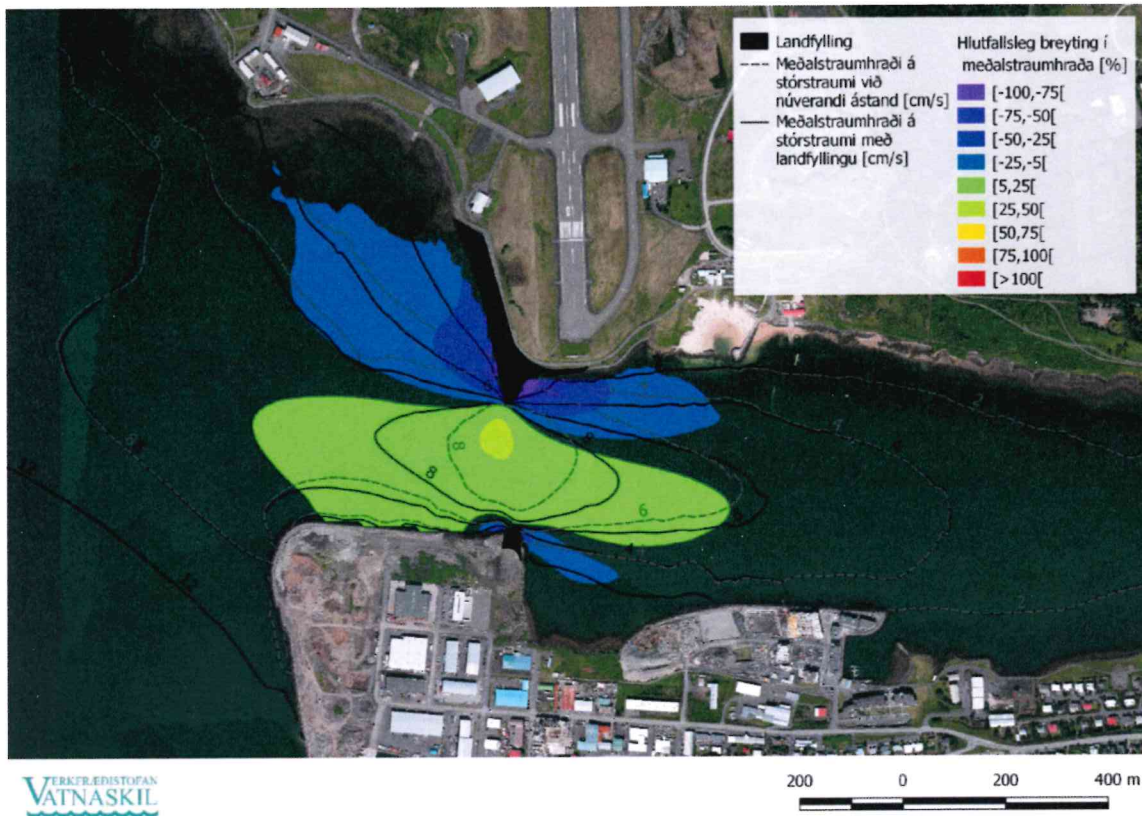 Landfylling
Meðalstraumhraði á
stórstraumi við
núverandi ástand [cm/s]
Meðalstraumhraði á
stórstraumi með
landfyllingu [cm/s]
Hlutfallsleg breyting í
meðalstraumhraða [%]
[-100,-75[
[-75,-50[
[-50,-25[
[-25,-5[
[5,25[
[25,50[
[50,75[
[75,100[
[>100[
2
4
8
8
6
VERKFRÆÐISTOFAN
VATNASKIL
200 0 200 400 m